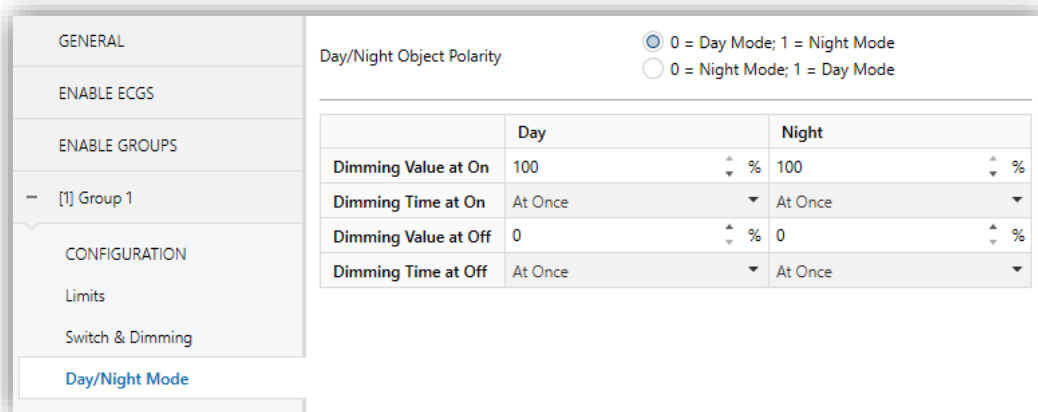 GENERAL
ENABLE ECGS
ENABLE GROUPS
[1] Group 1
CONFIGURATION
Limits
Switch & Dimming
Day/Night Mode
Day/Night Object Polarity
0 = Day Mode; 1 = Night Mode
0 = Night Mode; 1 = Day Mode
Day Night
Dimming Value at On 100 % 100 %
Dimming Time at On At Once At Once
Dimming Value at Off 0 % 0 %
Dimming Time at Off At Once At Once